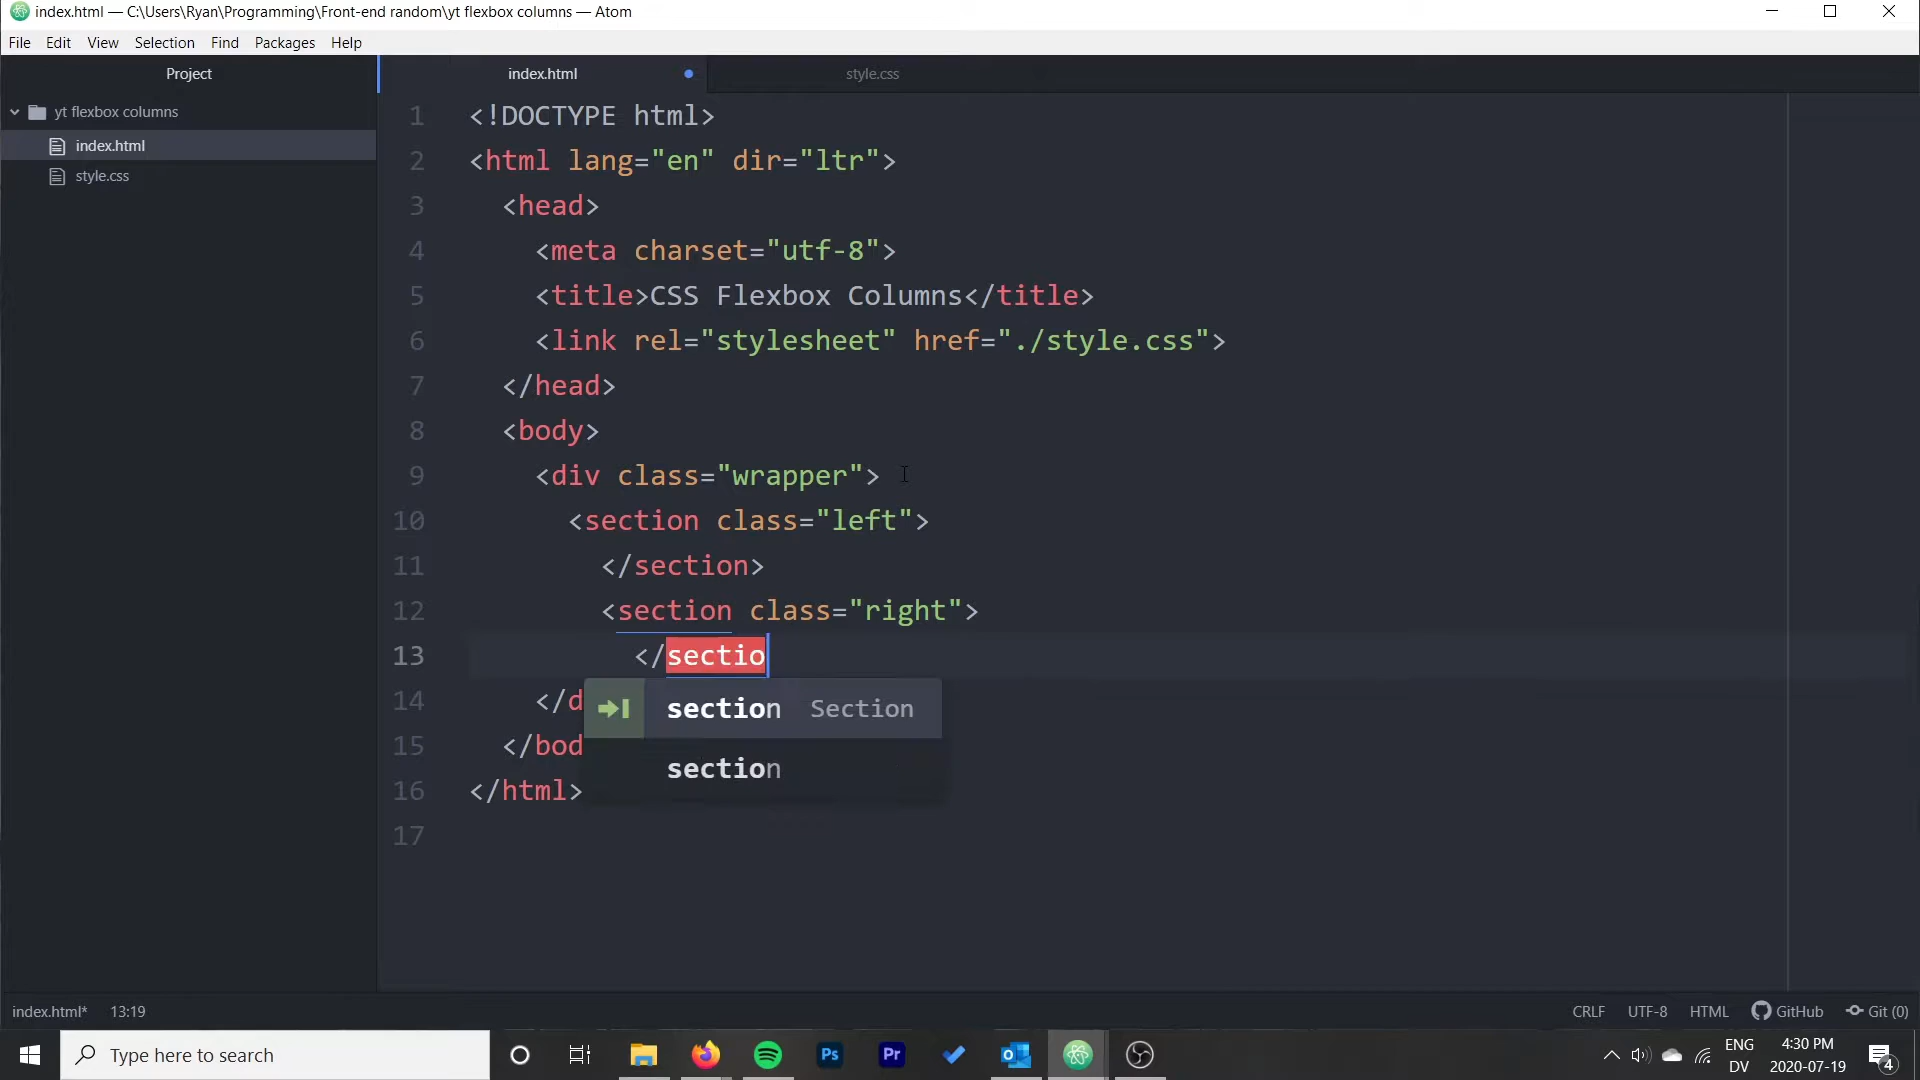 index.html — C:\Users\Ryan\Programming\Front-end random\yt flexbox columns — Atom
File Edit View Selection Find Packages Help
Project
index.html
style.css
yt flexbox columns
index.html
style.css
1 <!DOCTYPE html>
2 <html lang="en" dir="ltr">
3 <head>
4 <meta charset="utf-8">
5 <title>CSS Flexbox Columns</title>
6 <link rel="stylesheet" href="./style.css">
7 </head>
8 <body>
9 <div class="wrapper">
10 <section class="left">
11 </section>
12 <section class="right">
13 </sectio
14 </d
section Section
15 </bod
section
16 </html>
17
index.html* 13:19
CRLF UTF-8 HTML GitHub Git (0)
Type here to search
Ps
Pr
ENG
DV
4:30 PM
2020-07-19
4